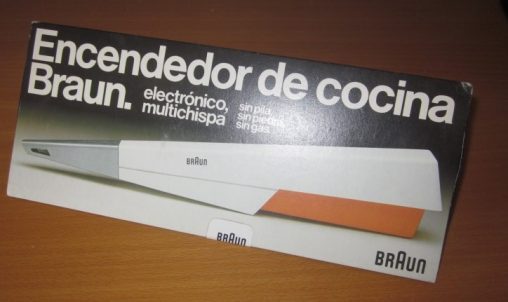 Encendedor de cocina
Braun.
electrónico,
multichispa
sin pila,
sin piedra,
sin gas.
BRAUN
BRAUN
BRAUN